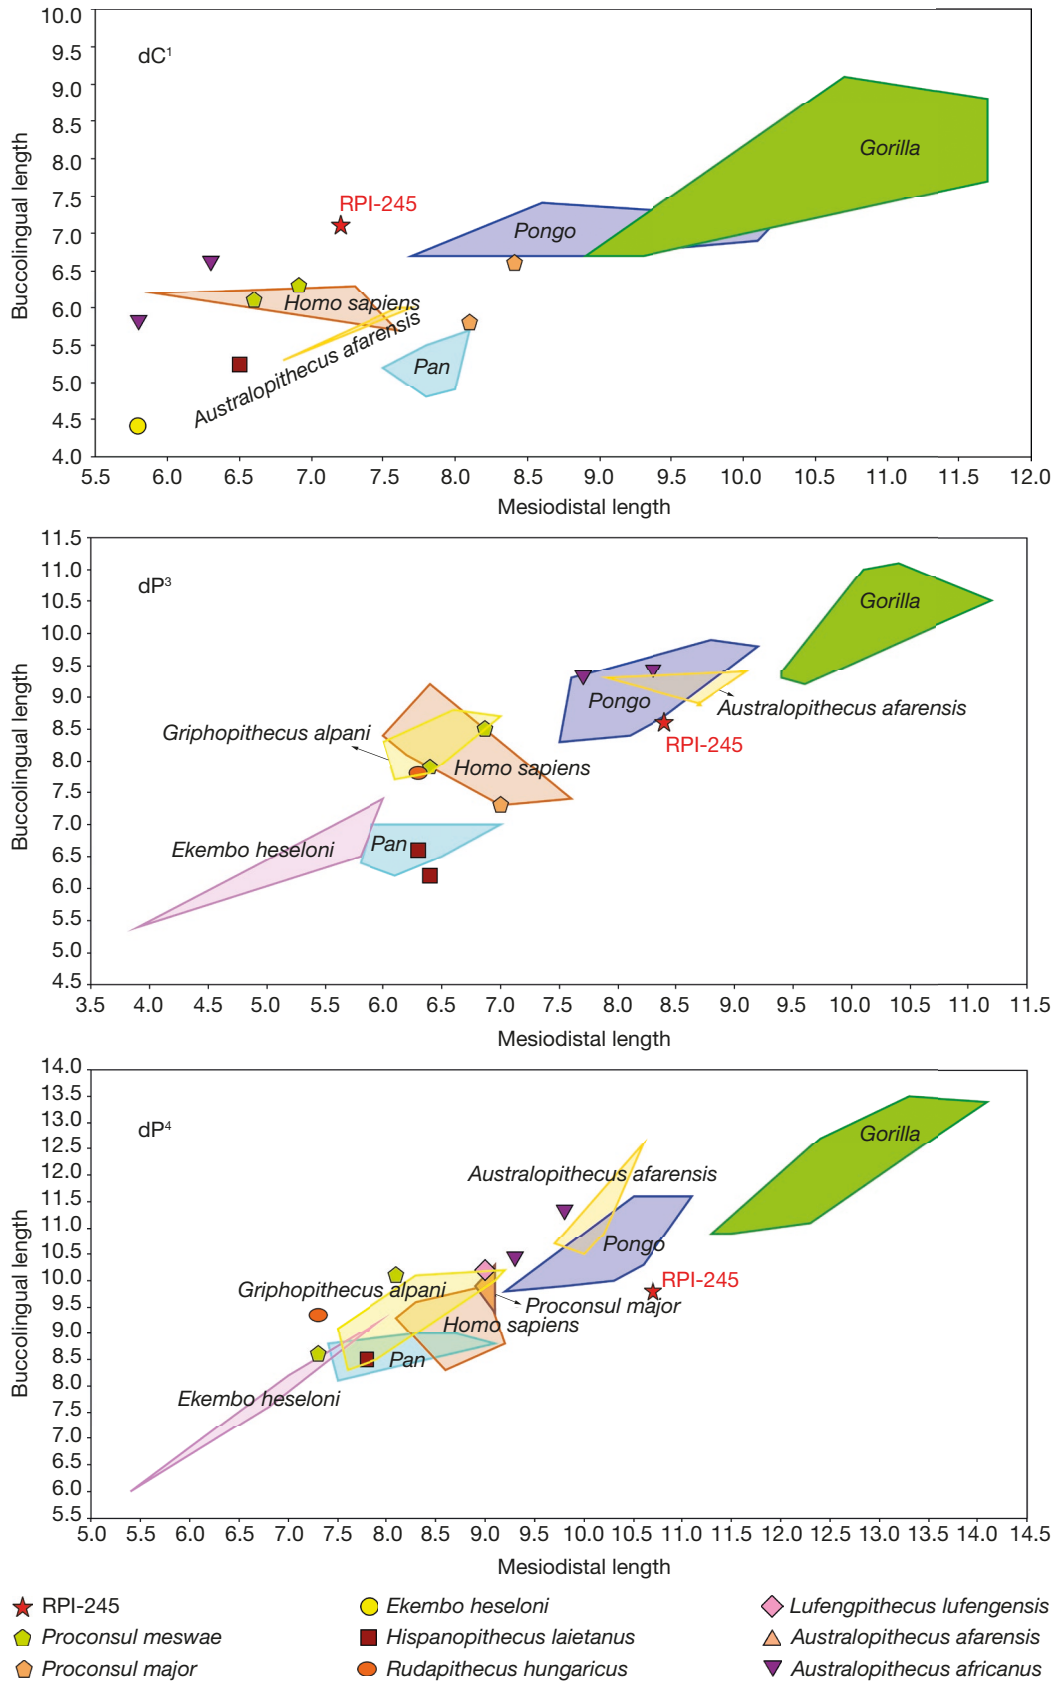 dC¹
Buccolingual length
10.0
9.5
9.0
8.5
8.0
7.5
7.0
6.5
6.0
5.5
5.0
4.5
4.0
Gorilla
RPI-245
Pongo
Homo sapiens
Australopithecus afarensis
Pan
5.5 6.0 6.5 7.0 7.5 8.0 8.5 9.0 9.5 10.0 10.5 11.0 11.5 12.0
Mesiodistal length
dP³
Buccolingual length
11.5
11.0
10.5
10.0
9.5
9.0
8.5
8.0
7.5
7.0
6.5
6.0
5.5
5.0
4.5
Gorilla
Pongo
Australopithecus afarensis
Griphopithecus alpani
RPI-245
Homo sapiens
Ekembo heseloni
Pan
3.5 4.0 4.5 5.0 5.5 6.0 6.5 7.0 7.5 8.0 8.5 9.0 9.5 10.0 10.5 11.0 11.5
Mesiodistal length
dP⁴
Buccolingual length
14.0
13.5
13.0
12.5
12.0
11.5
11.0
10.5
10.0
9.5
9.0
8.5
8.0
7.5
7.0
6.5
6.0
5.5
Gorilla
Australopithecus afarensis
Pongo
RPI-245
Griphopithecus alpani
Proconsul major
Homo sapiens
Pan
Ekembo heseloni
5.0 5.5 6.0 6.5 7.0 7.5 8.0 8.5 9.0 9.5 10.0 10.5 11.0 11.5 12.0 12.5 13.0 13.5 14.0 14.5
Mesiodistal length
RPI-245
Proconsul meswae
Proconsul major
Ekembo heseloni
Hispanopithecus laietanus
Rudapithecus hungaricus
Lufengpithecus lufengensis
Australopithecus afarensis
Australopithecus africanus